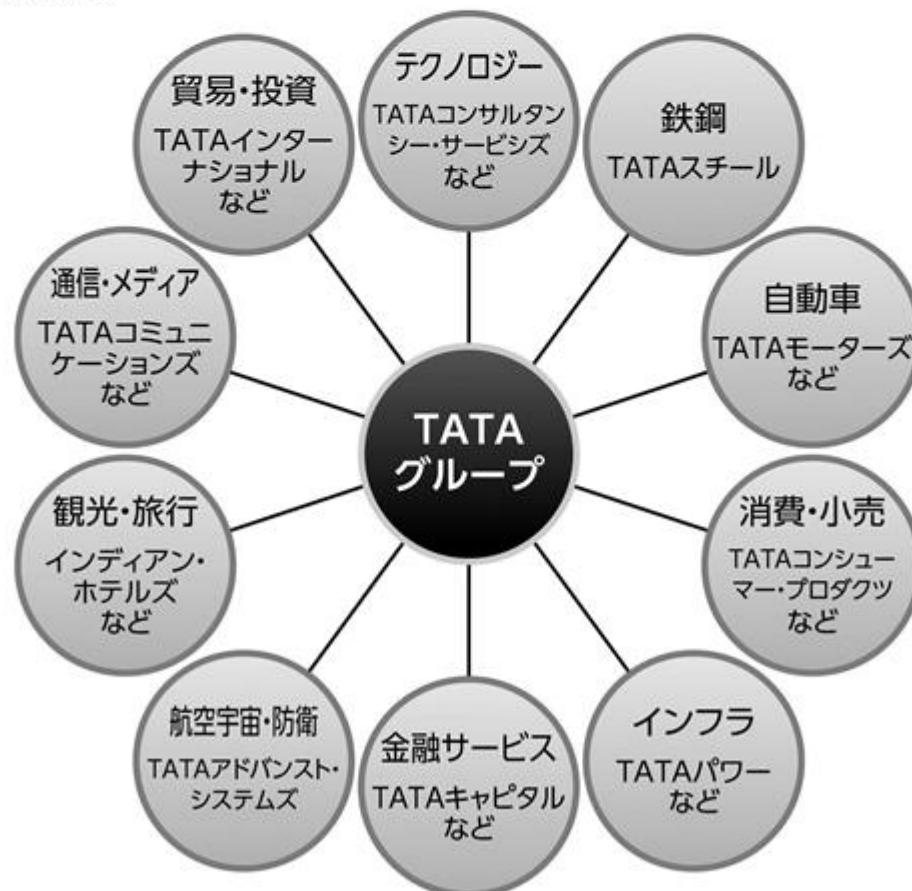 テクノロジー
TATAコンサルタン
シー・サービシズ
など
鉄鋼
TATAスチール
自動車
TATAモーターズ
など
消費・小売
TATAコンシュー
マー・プロダクツ
など
インフラ
TATAパワー
など
金融サービス
TATAキャピタル
など
航空宇宙・防衛
TATAアドバンスト・
システムズ
観光・旅行
インディアン・
ホテルズ
など
通信・メディア
TATAコミュニ
ケーションズ
など
貿易・投資
TATAインター
ナショナル
など
TATA
グループ